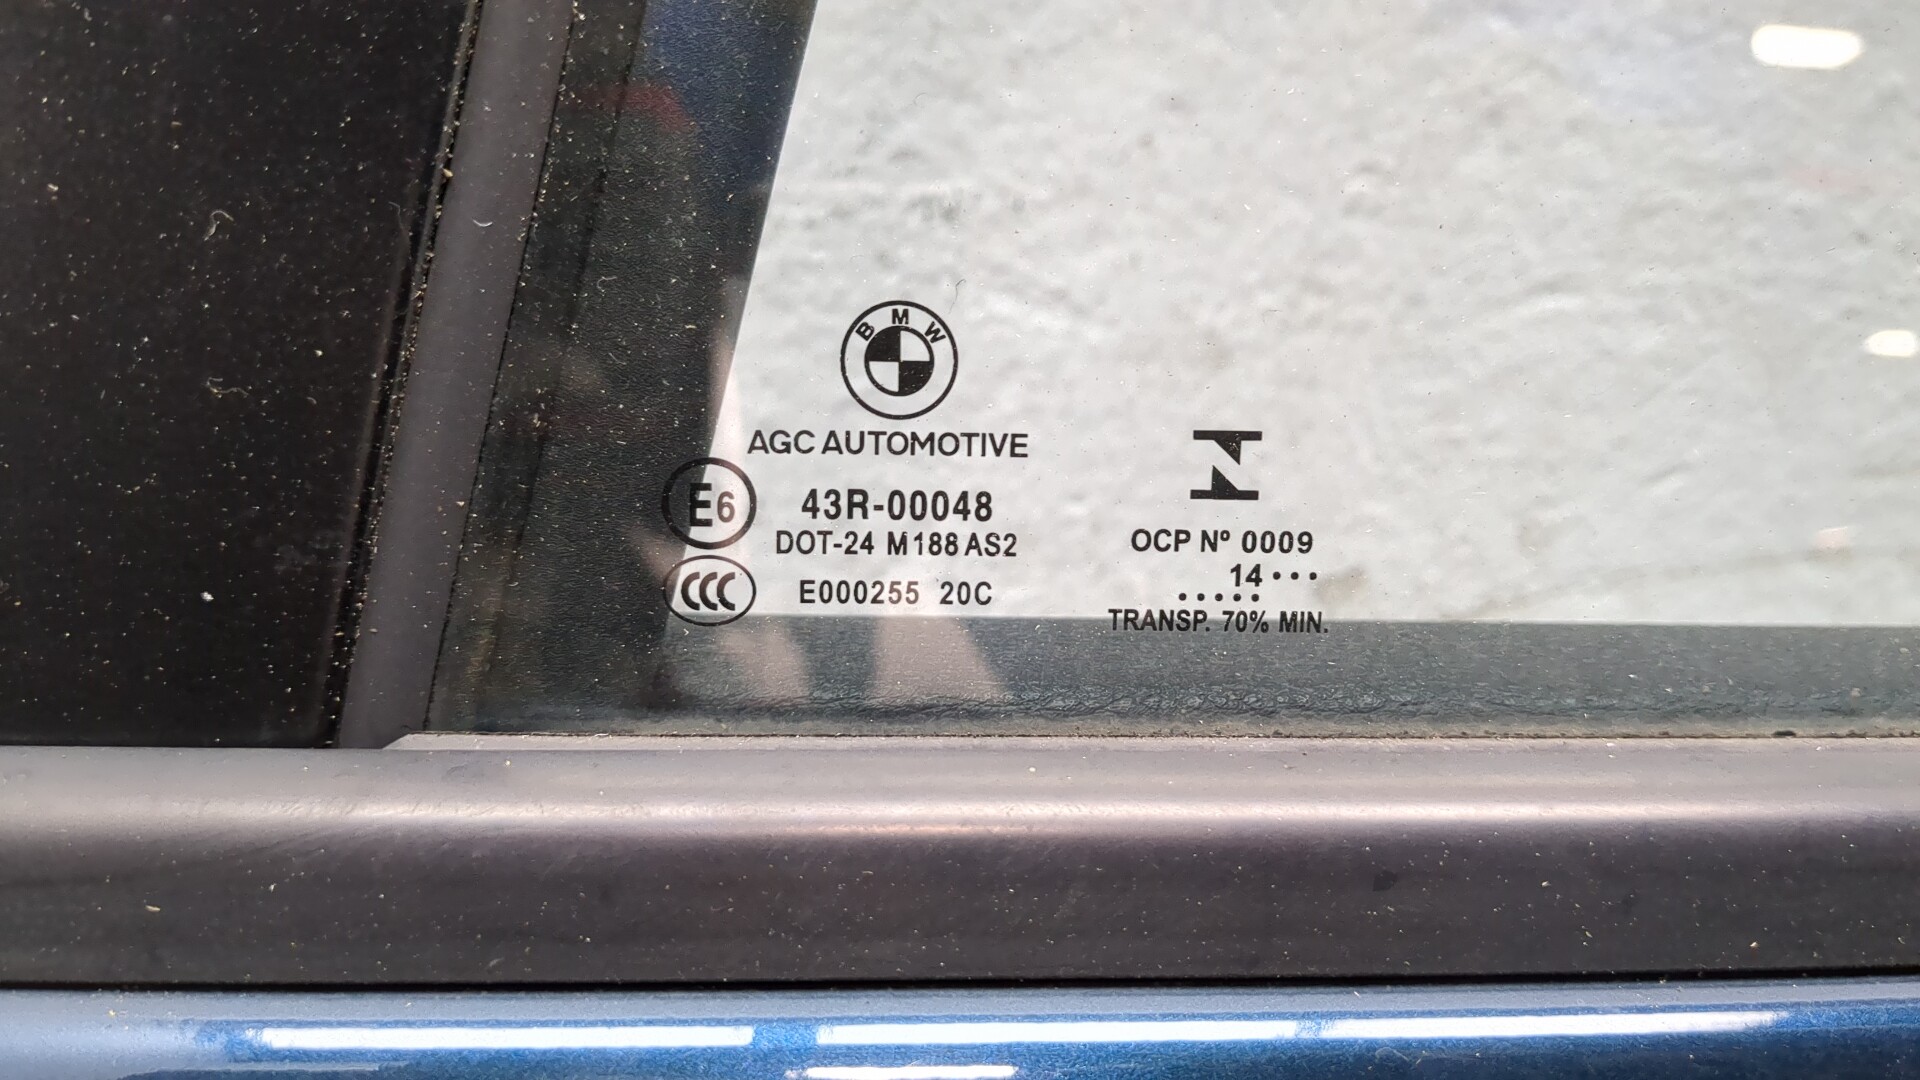 BMW
AGC AUTOMOTIVE
E6 43R-00048
DOT-24 M188 AS2
CCC E000255 20C
OCP Nº 0009
14...
.....
TRANSP. 70% MIN.